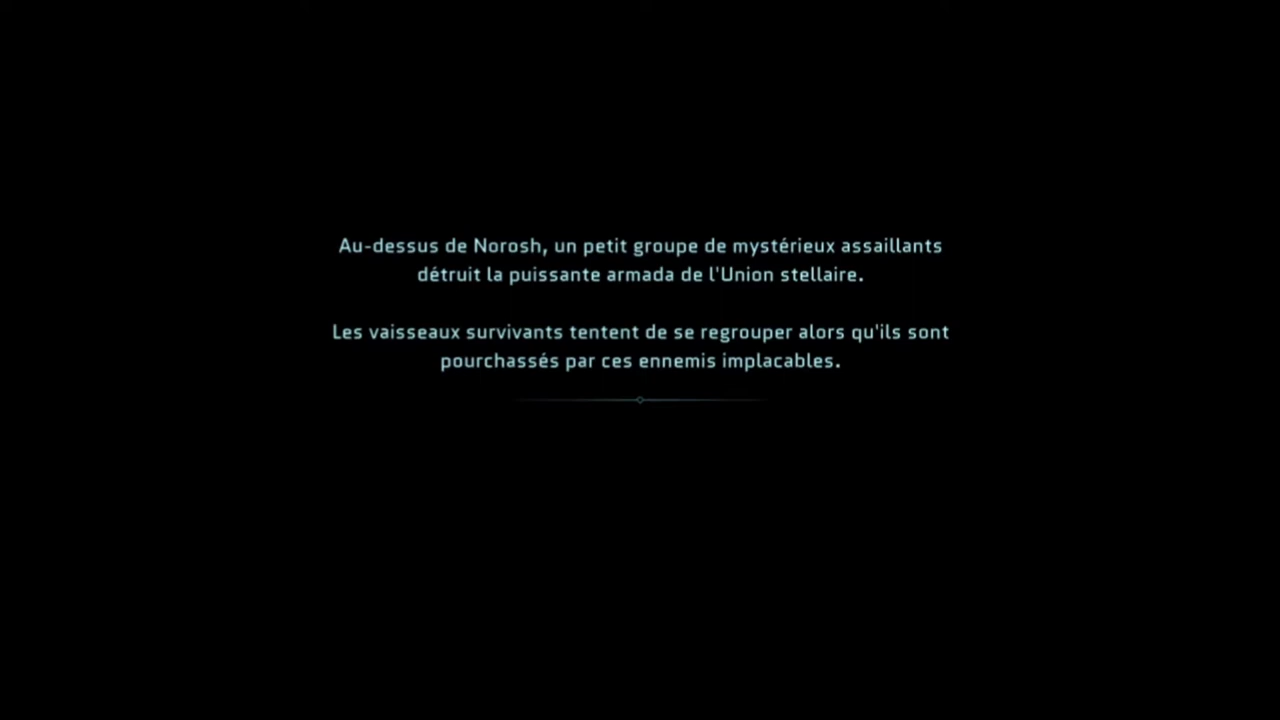 Au-dessus de Norosh, un petit groupe de mystérieux assaillants
détruit la puissante armada de l'Union stellaire.
Les vaisseaux survivants tentent de se regrouper alors qu'ils sont
pourchassés par ces ennemis implacables.